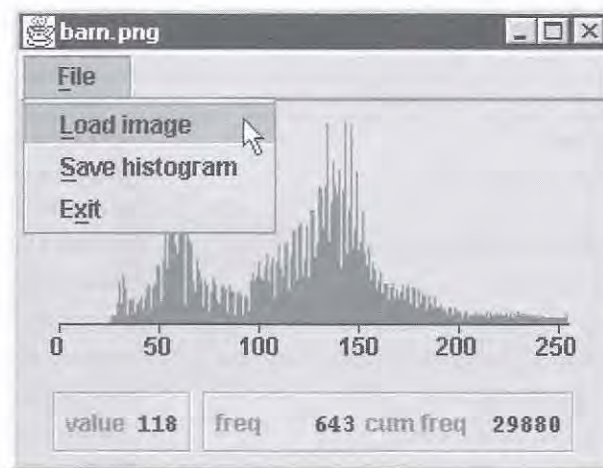 barn.png
File
Load image
Save histogram
Exit
0 50 100 150 200 250
value 118 freq 643 cum freq 29880